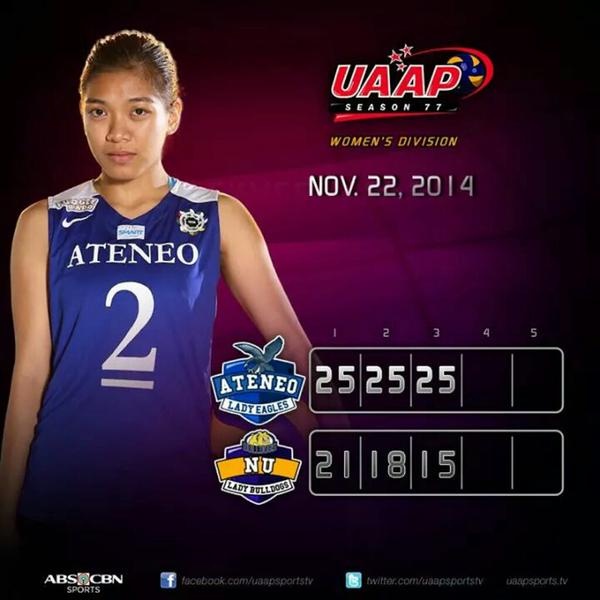 UAAP
SEASON 77
WOMEN'S DIVISION
NOV. 22, 2014
SMART
ATENEO
2
1 2 3 4 5
ATENEO
LADY EAGLES
25 25 25
NU
LADY BULLDOGS
21 18 15
ABS CBN
SPORTS
facebook.com/uaapsportstv
twitter.com/uaapsportstv
uaapsports.tv